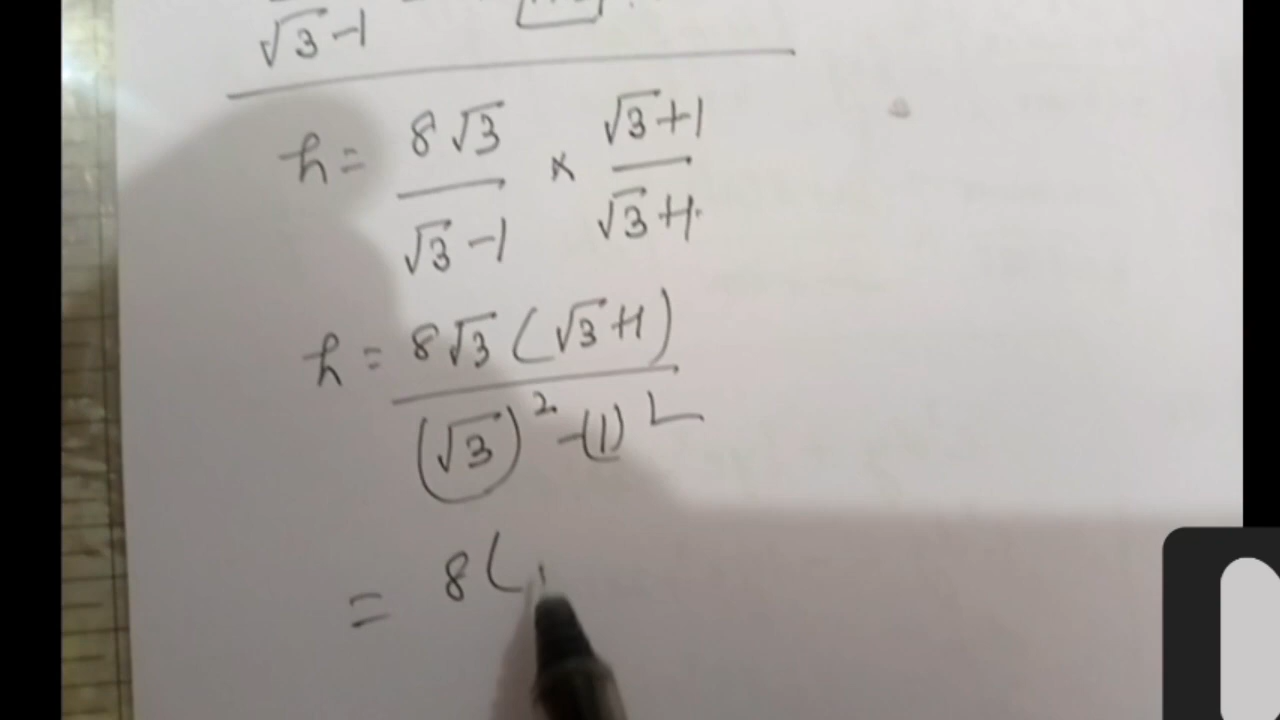 √3-1
h = 8√3 / √3-1 × √3+1 / √3+1
h = 8√3 (√3+1) / (√3)² -(1)²
= 8(